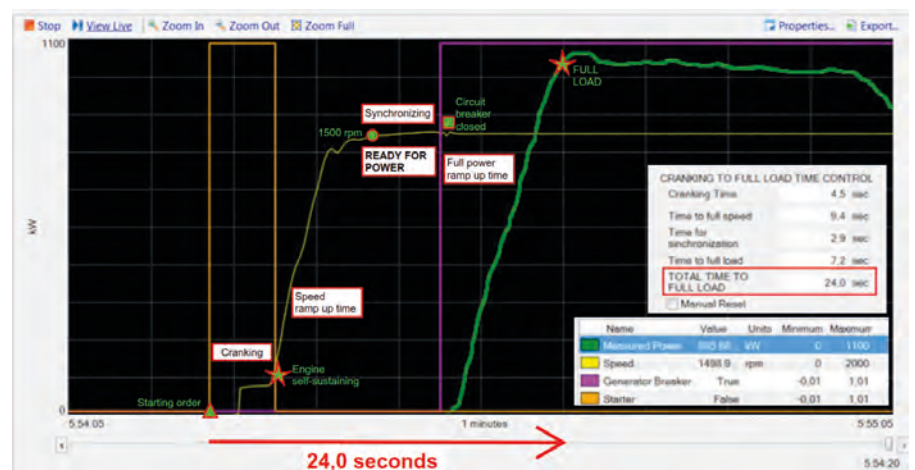 Stop View Live Zoom In Zoom Out Zoom Full Properties... Export...
1100
kW
0
FULL
LOAD
Circuit
breaker
closed
Synchronizing
1500 rpm
READY FOR
POWER
Full power
ramp up time
Speed
ramp up time
Cranking
Engine
self-sustaining
Starting order
CRANKING TO FULL LOAD TIME CONTROL
Cranking Time 4.5 sec
Time to full speed 9.4 sec
Time for
sinchronization 2.9 sec
Time to full load 7.2 sec
TOTAL TIME TO
FULL LOAD 24.0 sec
Manual Reset
Name Value Units Minimum Maximum
Measured Power kW 0 1100
Speed 1498.9 rpm 0 2000
Generator Breaker True -0,01 1,01
Starter False -0,01 1,01
5:54:05 1 minutes 5:55:05
24,0 seconds
5:54:20